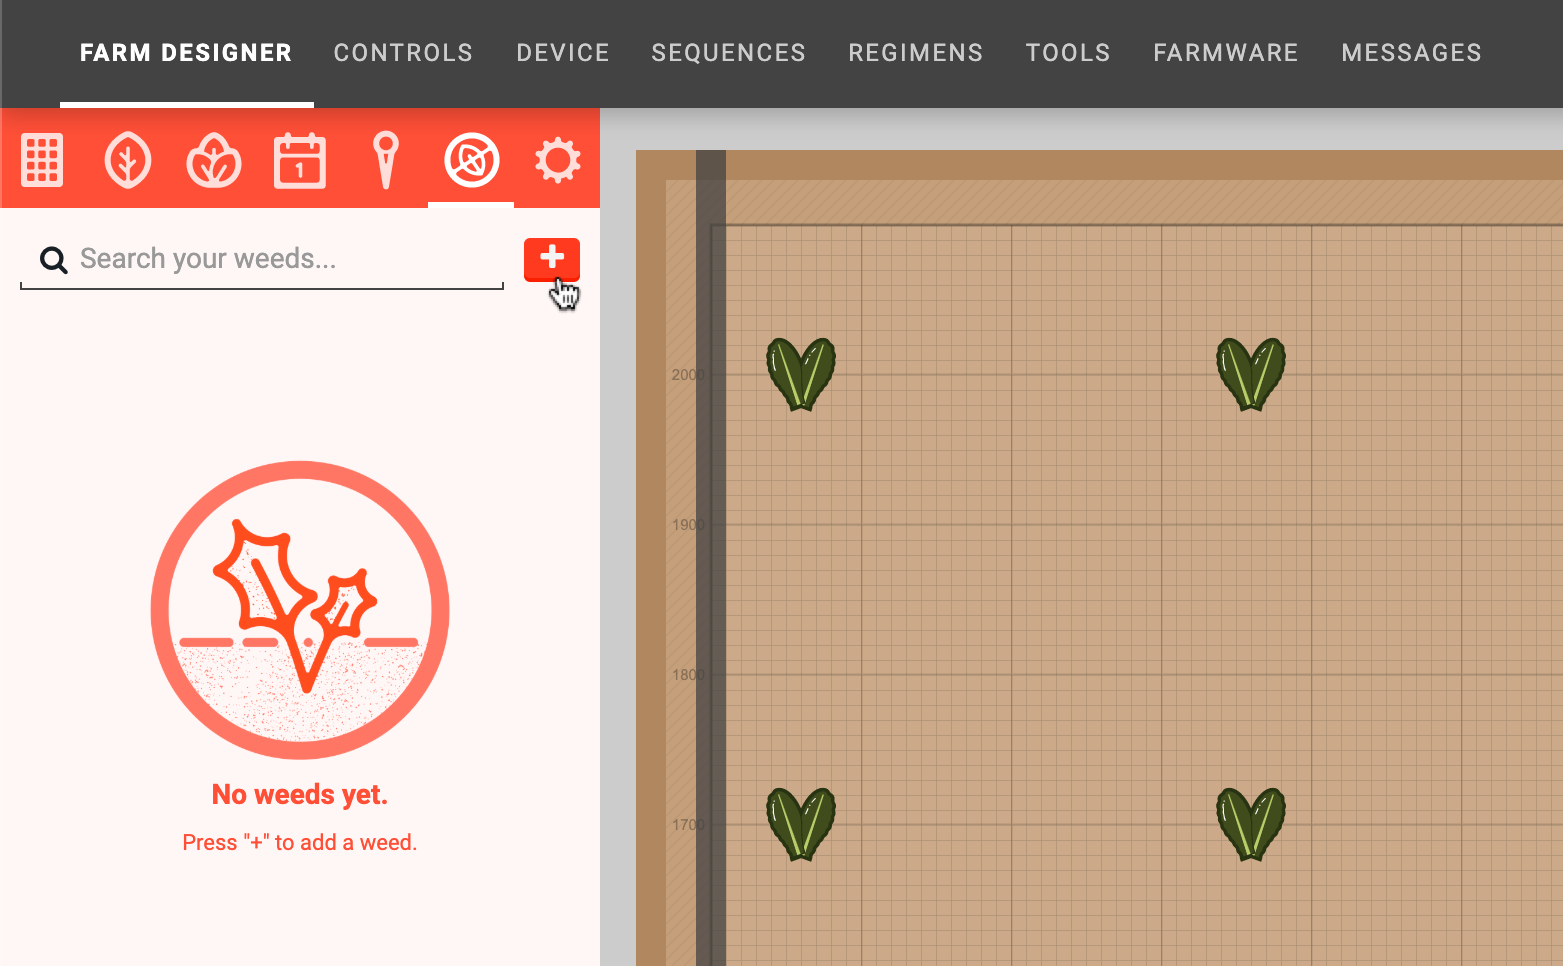 FARM DESIGNER CONTROLS DEVICE SEQUENCES REGIMENS TOOLS FARMWARE MESSAGES
1
Search your weeds...
No weeds yet.
Press "+" to add a weed.
2000
1900
1800
1700